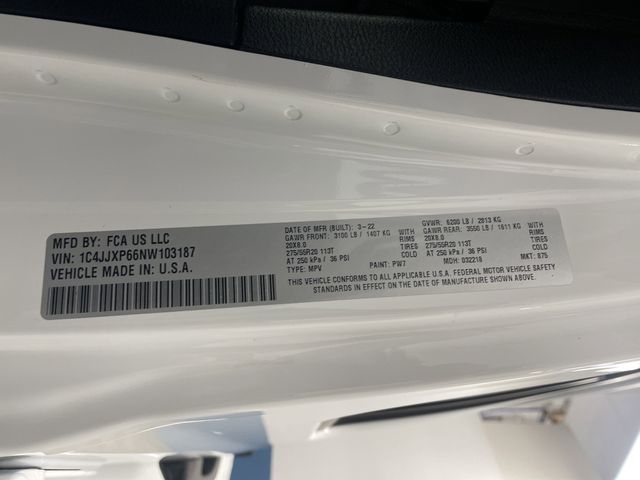 MFD BY: FCA US LLC
VIN: 1C4JJXP66NW103187
VEHICLE MADE IN U.S.A.
DATE OF MFR (BUILT): 3-22 GVWR: 6200 LB / 2813 KG
GAWR FRONT: 3100 LB / 1407 KG WITH GAWR REAR: 3550 LB / 1611 KG WITH
20X8.0 RIMS 20X8.0 RIMS
275/55R20 113T TIRES 275/55R20 113T TIRES
AT 250 kPa / 36 PSI COLD AT 250 kPa / 36 PSI COLD
TYPE: MPV PAINT: PW7 MDH: 032218 MKT: 875
THIS VEHICLE CONFORMS TO ALL APPLICABLE U.S.A. FEDERAL MOTOR VEHICLE SAFETY
STANDARDS IN EFFECT ON THE DATE OF MANUFACTURE SHOWN ABOVE.